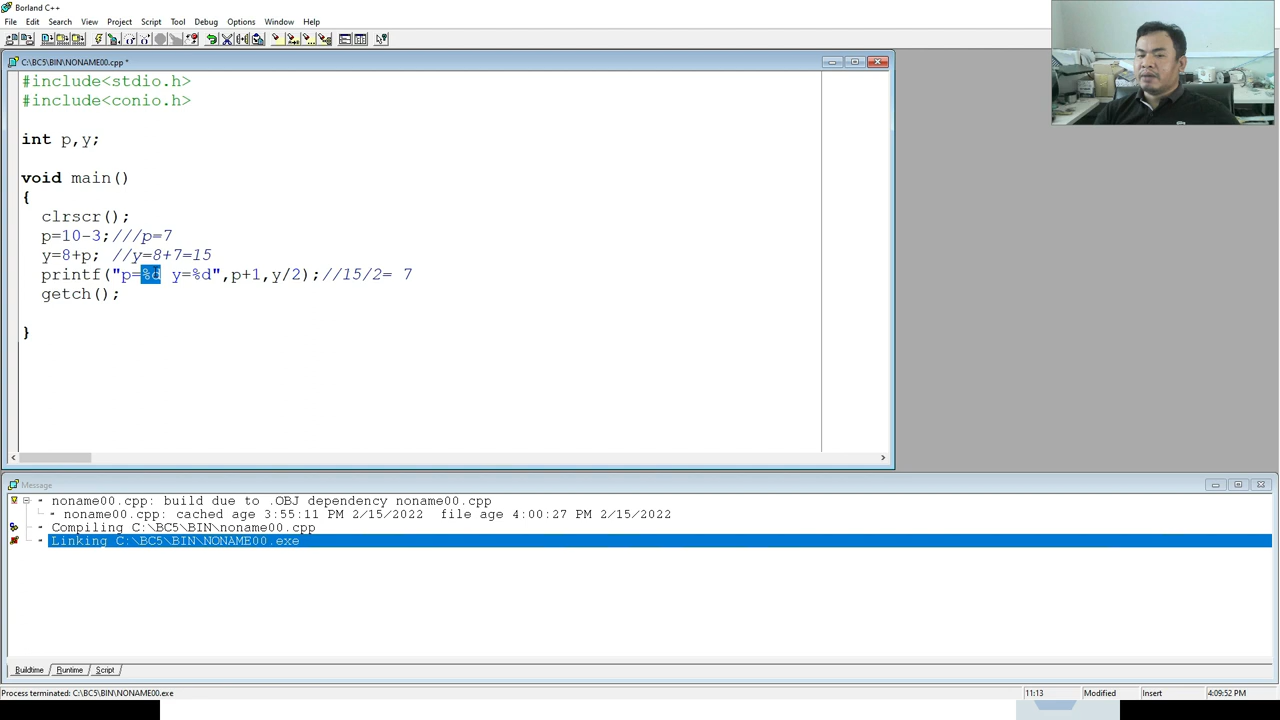 Borland C++
File Edit Search View Project Script Tool Debug Options Window Help
C:\BC5\BIN\NONAME00.cpp *
#include<stdio.h>
#include<conio.h>
int p,y;
void main()
{
clrscr();
p=10-3;///p=7
y=8+p; //y=8+7=15
printf("p=%d y=%d",p+1,y/2);//15/2= 7
getch();
}
Message
noname00.cpp: build due to .OBJ dependency noname00.cpp
noname00.cpp: cached age 3:55:11 PM 2/15/2022 file age 4:00:27 PM 2/15/2022
Compiling C:\BC5\BIN\noname00.cpp
Linking C:\BC5\BIN\NONAME00.exe
Buildtime Runtime Script
Process terminated: C:\BC5\BIN\NONAME00.exe 11:13 Modified Insert 4:09:52 PM